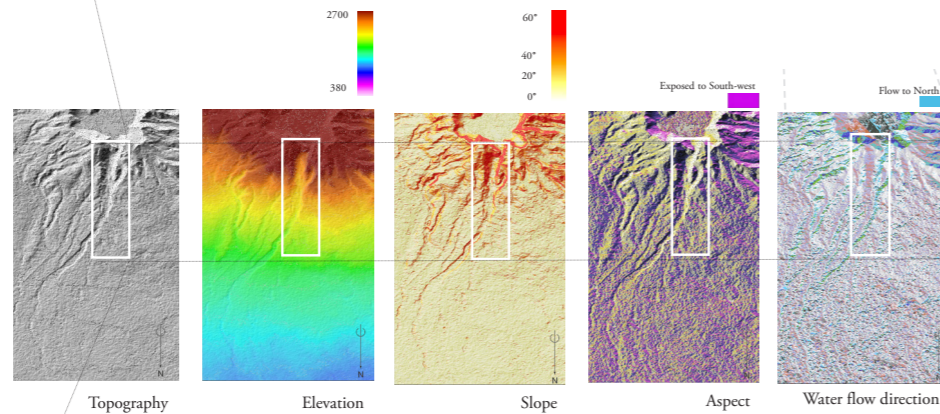 2700
380
60"
40"
20"
0"
Exposed to South-west
Flow to North
N
N
N
N
N
Topography
Elevation
Slope
Aspect
Water flow direction